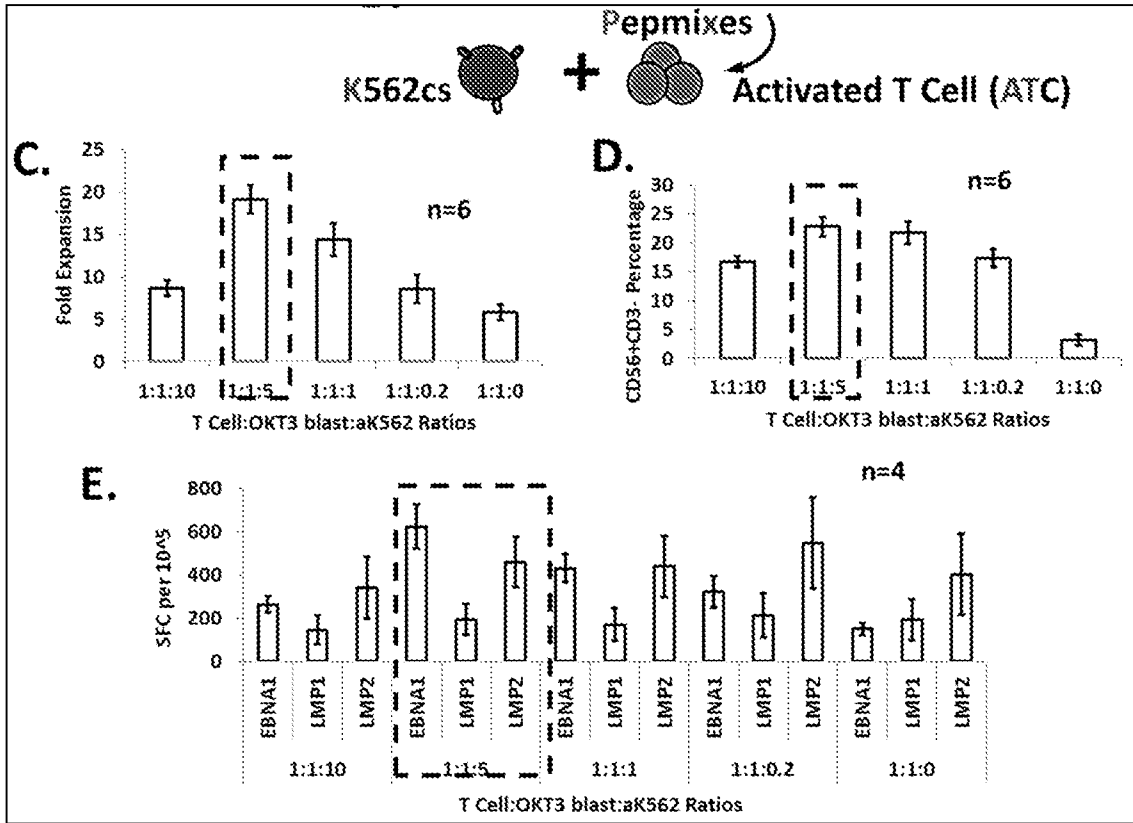 Pepmixes
K562cs + Activated T Cell (ATC)
C.
Fold Expansion
25
20
15
10
5
0
n=6
1:1:10 1:1:5 1:1:1 1:1:0.2 1:1:0
T Cell:OKT3 blast:aK562 Ratios
D.
CD56+CD3- Percentage
30
25
20
15
10
5
0
n=6
1:1:10 1:1:5 1:1:1 1:1:0.2 1:1:0
T Cell:OKT3 blast:aK562 Ratios
E.
SFC per 10^5
800
600
400
200
0
n=4
EBNA1 LMP1 LMP2 EBNA1 LMP1 LMP2 EBNA1 LMP1 LMP2 EBNA1 LMP1 LMP2 EBNA1 LMP1 LMP2
1:1:10 1:1:5 1:1:1 1:1:0.2 1:1:0
T Cell:OKT3 blast:aK562 Ratios